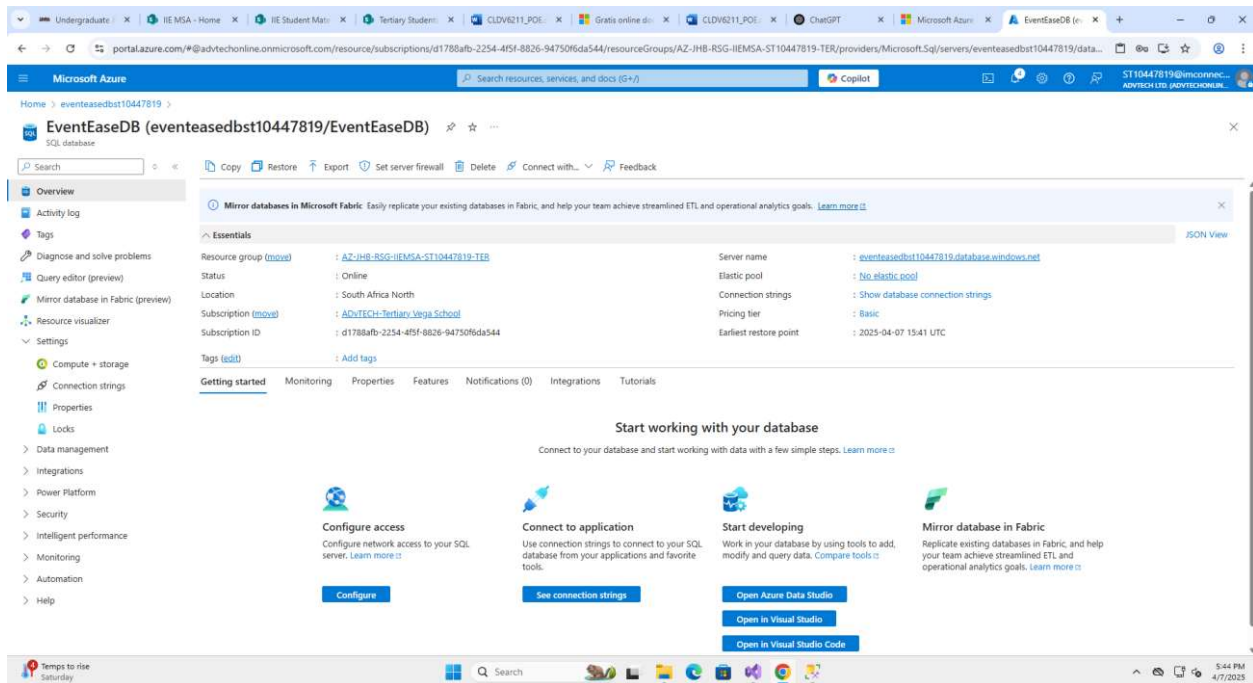 Undergraduate
IIE MSA - Home
IIE Student Mate
Tertiary Student
CLDV6211_POE
Gratis online do
CLDV6211_POE
ChatGPT
Microsoft Azure
EventEaseDB (ev
portal.azure.com/#@advtechonline.onmicrosoft.com/resource/subscriptions/d1788afb-2254-4f5f-8826-94750f6da544/resourceGroups/AZ-JHB-RSG-IIEMSA-ST10447819-TER/providers/Microsoft.Sql/servers/eventeasedbst10447819/data...
Microsoft Azure
Search resources, services, and docs (G+/)
Copilot
ST10447819@imconnec...
ADVTECH LTD. (ADVTECHONLIN...
Home > eventeasedbst10447819 >
EventEaseDB (eventeasedbst10447819/EventEaseDB)
SQL database
Search
Copy Restore Export Set server firewall Delete Connect with... Feedback
Overview
Activity log
Tags
Diagnose and solve problems
Query editor (preview)
Mirror database in Fabric (preview)
Resource visualizer
Settings
Compute + storage
Connection strings
Properties
Locks
Data management
Integrations
Power Platform
Security
Intelligent performance
Monitoring
Automation
Help
Mirror databases in Microsoft Fabric Easily replicate your existing databases in Fabric, and help your team achieve streamlined ETL and operational analytics goals. Learn more
Essentials
JSON View
Resource group (move) : AZ-JHB-RSG-IIEMSA-ST10447819-TER
Status : Online
Location : South Africa North
Subscription (move) : ADvTECH-Tertiary Vega School
Subscription ID : d1788afb-2254-4f5f-8826-94750f6da544
Tags (edit) : Add tags
Server name : eventeasedbst10447819.database.windows.net
Elastic pool : No elastic pool
Connection strings : Show database connection strings
Pricing tier : Basic
Earliest restore point : 2025-04-07 15:41 UTC
Getting started Monitoring Properties Features Notifications (0) Integrations Tutorials
Start working with your database
Connect to your database and start working with data with a few simple steps. Learn more
Configure access
Configure network access to your SQL
server. Learn more
Configure
Connect to application
Use connection strings to connect to your SQL
database from your applications and favorite
tools.
See connection strings
Start developing
Work in your database by using tools to add,
modify and query data. Compare tools
Open Azure Data Studio
Open in Visual Studio
Open in Visual Studio Code
Mirror database in Fabric
Replicate existing databases in Fabric, and help
your team achieve streamlined ETL and
operational analytics goals. Learn more
4
Temps to rise
Saturday
Search
5:44 PM
4/7/2025